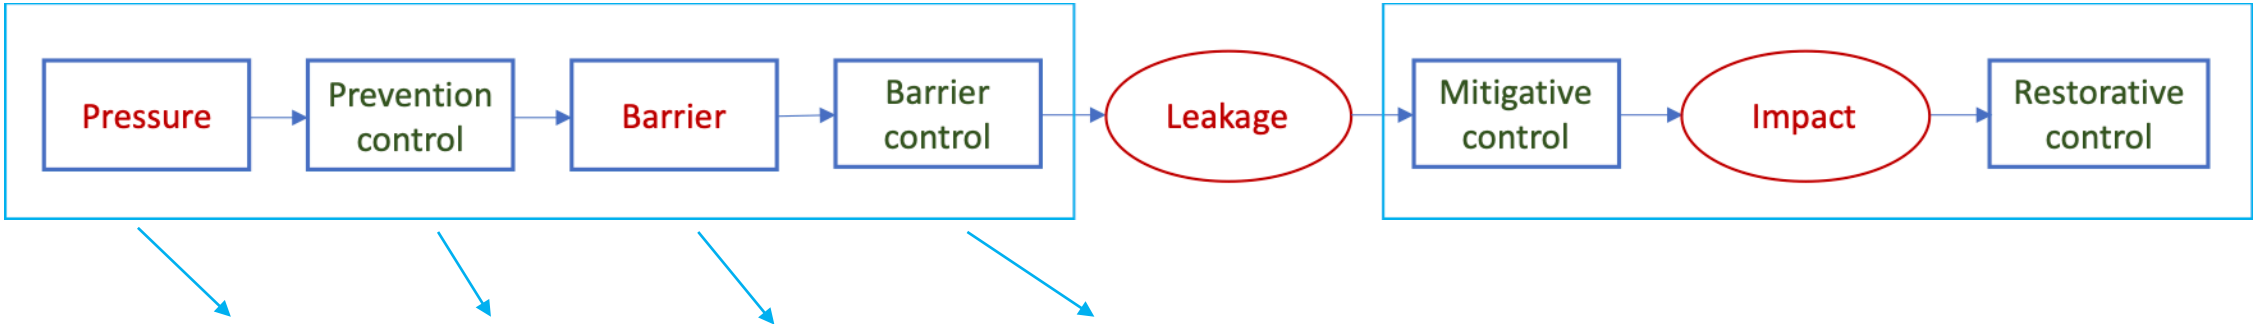 Pressure
Prevention
control
Barrier
Barrier
control
Leakage
Mitigative
control
Impact
Restorative
control